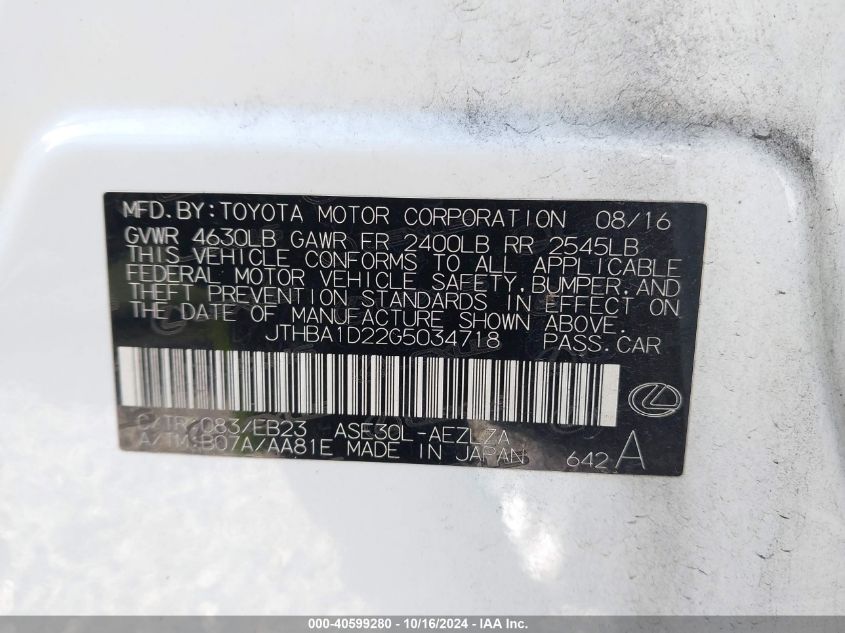 MFD.BY:TOYOTA MOTOR CORPORATION 08/16
GVWR 4630LB GAWR FR 2400LB RR 2545LB
THIS VEHICLE CONFORMS TO ALL APPLICABLE
FEDERAL MOTOR VEHICLE SAFETY,BUMPER,AND
THEFT PREVENTION STANDARDS IN EFFECT ON
THE DATE OF MANUFACTURE SHOWN ABOVE.
JTHBA1D22G5034718 PASS.CAR
C/TR:083/EB23 ASE30L-AEZLZA
A/TM:B07A/AA81E MADE IN JAPAN 642 A
000-40599280 - 10/16/2024 - IAA Inc.